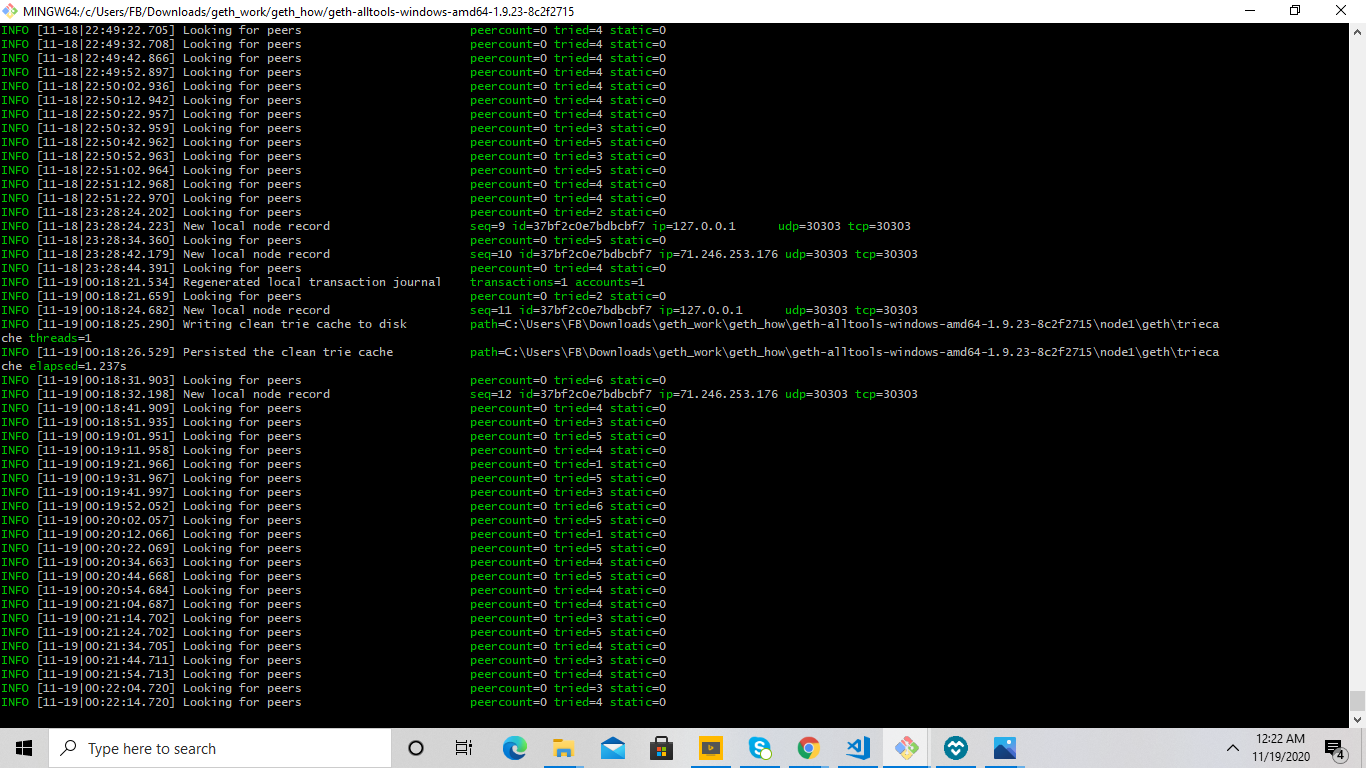 MINGW64:/c/Users/FB/Downloads/geth_work/geth_how/geth-alltools-windows-amd64-1.9.23-8c2f2715
INFO [11-18|22:49:22.705] Looking for peers peercount=0 tried=4 static=0
INFO [11-18|22:49:32.708] Looking for peers peercount=0 tried=4 static=0
INFO [11-18|22:49:42.866] Looking for peers peercount=0 tried=4 static=0
INFO [11-18|22:49:52.897] Looking for peers peercount=0 tried=4 static=0
INFO [11-18|22:50:02.936] Looking for peers peercount=0 tried=4 static=0
INFO [11-18|22:50:12.942] Looking for peers peercount=0 tried=4 static=0
INFO [11-18|22:50:22.957] Looking for peers peercount=0 tried=4 static=0
INFO [11-18|22:50:32.959] Looking for peers peercount=0 tried=3 static=0
INFO [11-18|22:50:42.962] Looking for peers peercount=0 tried=5 static=0
INFO [11-18|22:50:52.963] Looking for peers peercount=0 tried=3 static=0
INFO [11-18|22:51:02.964] Looking for peers peercount=0 tried=5 static=0
INFO [11-18|22:51:12.968] Looking for peers peercount=0 tried=4 static=0
INFO [11-18|22:51:22.970] Looking for peers peercount=0 tried=4 static=0
INFO [11-18|23:28:24.202] Looking for peers peercount=0 tried=2 static=0
INFO [11-18|23:28:24.223] New local node record seq=9 id=37bf2c0e7bdbcbf7 ip=127.0.0.1 udp=30303 tcp=30303
INFO [11-18|23:28:34.360] Looking for peers peercount=0 tried=5 static=0
INFO [11-18|23:28:42.179] New local node record seq=10 id=37bf2c0e7bdbcbf7 ip=71.246.253.176 udp=30303 tcp=30303
INFO [11-18|23:28:44.391] Looking for peers peercount=0 tried=4 static=0
INFO [11-19|00:18:21.534] Regenerated local transaction journal transactions=1 accounts=1
INFO [11-19|00:18:21.659] Looking for peers peercount=0 tried=2 static=0
INFO [11-19|00:18:24.682] New local node record seq=11 id=37bf2c0e7bdbcbf7 ip=127.0.0.1 udp=30303 tcp=30303
INFO [11-19|00:18:25.290] Writing clean trie cache to disk path=C:\Users\FB\Downloads\geth_work\geth_how\geth-alltools-windows-amd64-1.9.23-8c2f2715\node1\geth\trieca
che threads=1
INFO [11-19|00:18:26.529] Persisted the clean trie cache path=C:\Users\FB\Downloads\geth_work\geth_how\geth-alltools-windows-amd64-1.9.23-8c2f2715\node1\geth\trieca
che elapsed=1.237s
INFO [11-19|00:18:31.903] Looking for peers peercount=0 tried=6 static=0
INFO [11-19|00:18:32.198] New local node record seq=12 id=37bf2c0e7bdbcbf7 ip=71.246.253.176 udp=30303 tcp=30303
INFO [11-19|00:18:41.909] Looking for peers peercount=0 tried=4 static=0
INFO [11-19|00:18:51.935] Looking for peers peercount=0 tried=3 static=0
INFO [11-19|00:19:01.951] Looking for peers peercount=0 tried=5 static=0
INFO [11-19|00:19:11.958] Looking for peers peercount=0 tried=4 static=0
INFO [11-19|00:19:21.966] Looking for peers peercount=0 tried=1 static=0
INFO [11-19|00:19:31.967] Looking for peers peercount=0 tried=5 static=0
INFO [11-19|00:19:41.997] Looking for peers peercount=0 tried=3 static=0
INFO [11-19|00:19:52.052] Looking for peers peercount=0 tried=6 static=0
INFO [11-19|00:20:02.057] Looking for peers peercount=0 tried=5 static=0
INFO [11-19|00:20:12.066] Looking for peers peercount=0 tried=1 static=0
INFO [11-19|00:20:22.069] Looking for peers peercount=0 tried=5 static=0
INFO [11-19|00:20:34.663] Looking for peers peercount=0 tried=4 static=0
INFO [11-19|00:20:44.668] Looking for peers peercount=0 tried=5 static=0
INFO [11-19|00:20:54.684] Looking for peers peercount=0 tried=4 static=0
INFO [11-19|00:21:04.687] Looking for peers peercount=0 tried=4 static=0
INFO [11-19|00:21:14.702] Looking for peers peercount=0 tried=3 static=0
INFO [11-19|00:21:24.702] Looking for peers peercount=0 tried=5 static=0
INFO [11-19|00:21:34.705] Looking for peers peercount=0 tried=4 static=0
INFO [11-19|00:21:44.711] Looking for peers peercount=0 tried=3 static=0
INFO [11-19|00:21:54.713] Looking for peers peercount=0 tried=4 static=0
INFO [11-19|00:22:04.720] Looking for peers peercount=0 tried=3 static=0
INFO [11-19|00:22:14.720] Looking for peers peercount=0 tried=4 static=0
Type here to search
12:22 AM
11/19/2020
4